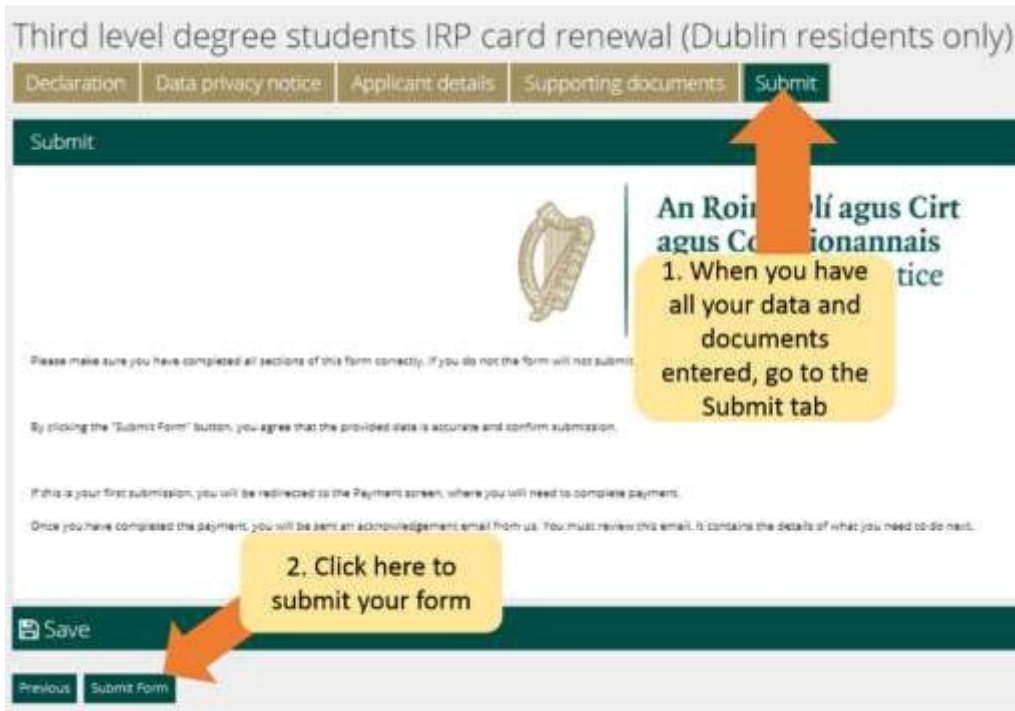 Third level degree students IRP card renewal (Dublin residents only)
Declaration
Data privacy notice
Applicant details
Supporting documents
Submit
Submit
An Roi lí agus Cirt
agus Co ionannais
tice
1. When you have
all your data and
documents
entered, go to the
Submit tab
Please make sure you have completed all sections of this form correctly. If you do not the form will not submit
By clicking the "Submit Form" button, you agree that the provided data is accurate and confirm submission.
If this is your first submission, you will be redirected to the Payment screen, where you will need to complete payment.
Once you have completed the payment, you will be sent an acknowledgement email from us. You must review this email. It contains the details of what you need to do next.
2. Click here to
submit your form
Save
Previous
Submit Form